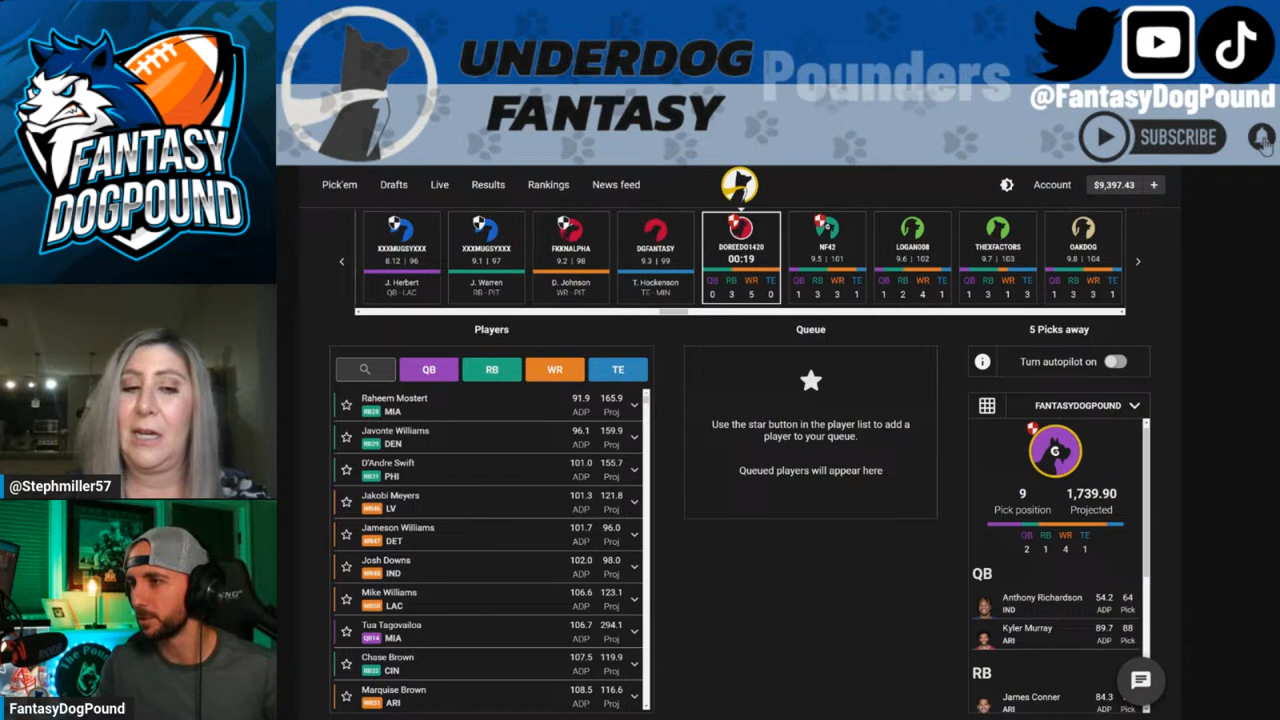 FANTASY
DOGPOUND
UNDERDOG
FANTASY
Pounders
@FantasyDogPound
SUBSCRIBE
Pick'em Drafts Live Results Rankings News feed
Account $9,397.43 +
XXXMUGSYXXX
8.12 | 96
J. Herbert
QB - LAC
XXXMUGSYXXX
9.1 | 97
J. Warren
RB - PIT
FKKNALPHA
9.2 | 98
D. Johnson
WR - PIT
DGFANTASY
9.3 | 99
T. Hockenson
TE - MIN
DOREEDO1420
00:19
QB RB WR TE
0 3 5 0
NF42
9.5 | 101
QB RB WR TE
1 3 3 1
LOGAN008
9.6 | 102
QB RB WR TE
1 2 4 1
THEXFACTORS
9.7 | 103
QB RB WR TE
1 3 1 3
OAKDOG
9.8 | 104
QB RB WR TE
1 3 3 1
Players
QB RB WR TE
Raheem Mostert 91.9 165.9
RB28 MIA ADP Proj
Javonte Williams 96.1 159.9
RB29 DEN ADP Proj
D'Andre Swift 101.0 155.7
RB31 PHI ADP Proj
Jakobi Meyers 101.3 121.8
WR46 LV ADP Proj
Jameson Williams 101.7 96.0
WR47 DET ADP Proj
Josh Downs 102.0 98.0
WR48 IND ADP Proj
Mike Williams 106.6 123.1
WR50 LAC ADP Proj
Tua Tagovailoa 106.7 294.1
QB14 MIA ADP Proj
Chase Brown 107.5 119.9
RB32 CIN ADP Proj
Marquise Brown 108.5 116.6
WR51 ARI ADP Proj
Queue
Use the star button in the player list to add a
player to your queue.
Queued players will appear here
5 Picks away
Turn autopilot on
FANTASYDOGPOUND
G
9 1,739.90
Pick position Projected
QB RB WR TE
2 1 4 1
QB
Anthony Richardson 54.2 64
IND ADP Pick
Kyler Murray 89.7 88
ARI ADP Pick
RB
James Conner 84.3
ARI ADP
@Stephmiller57
The Pound
FantasyDogPound